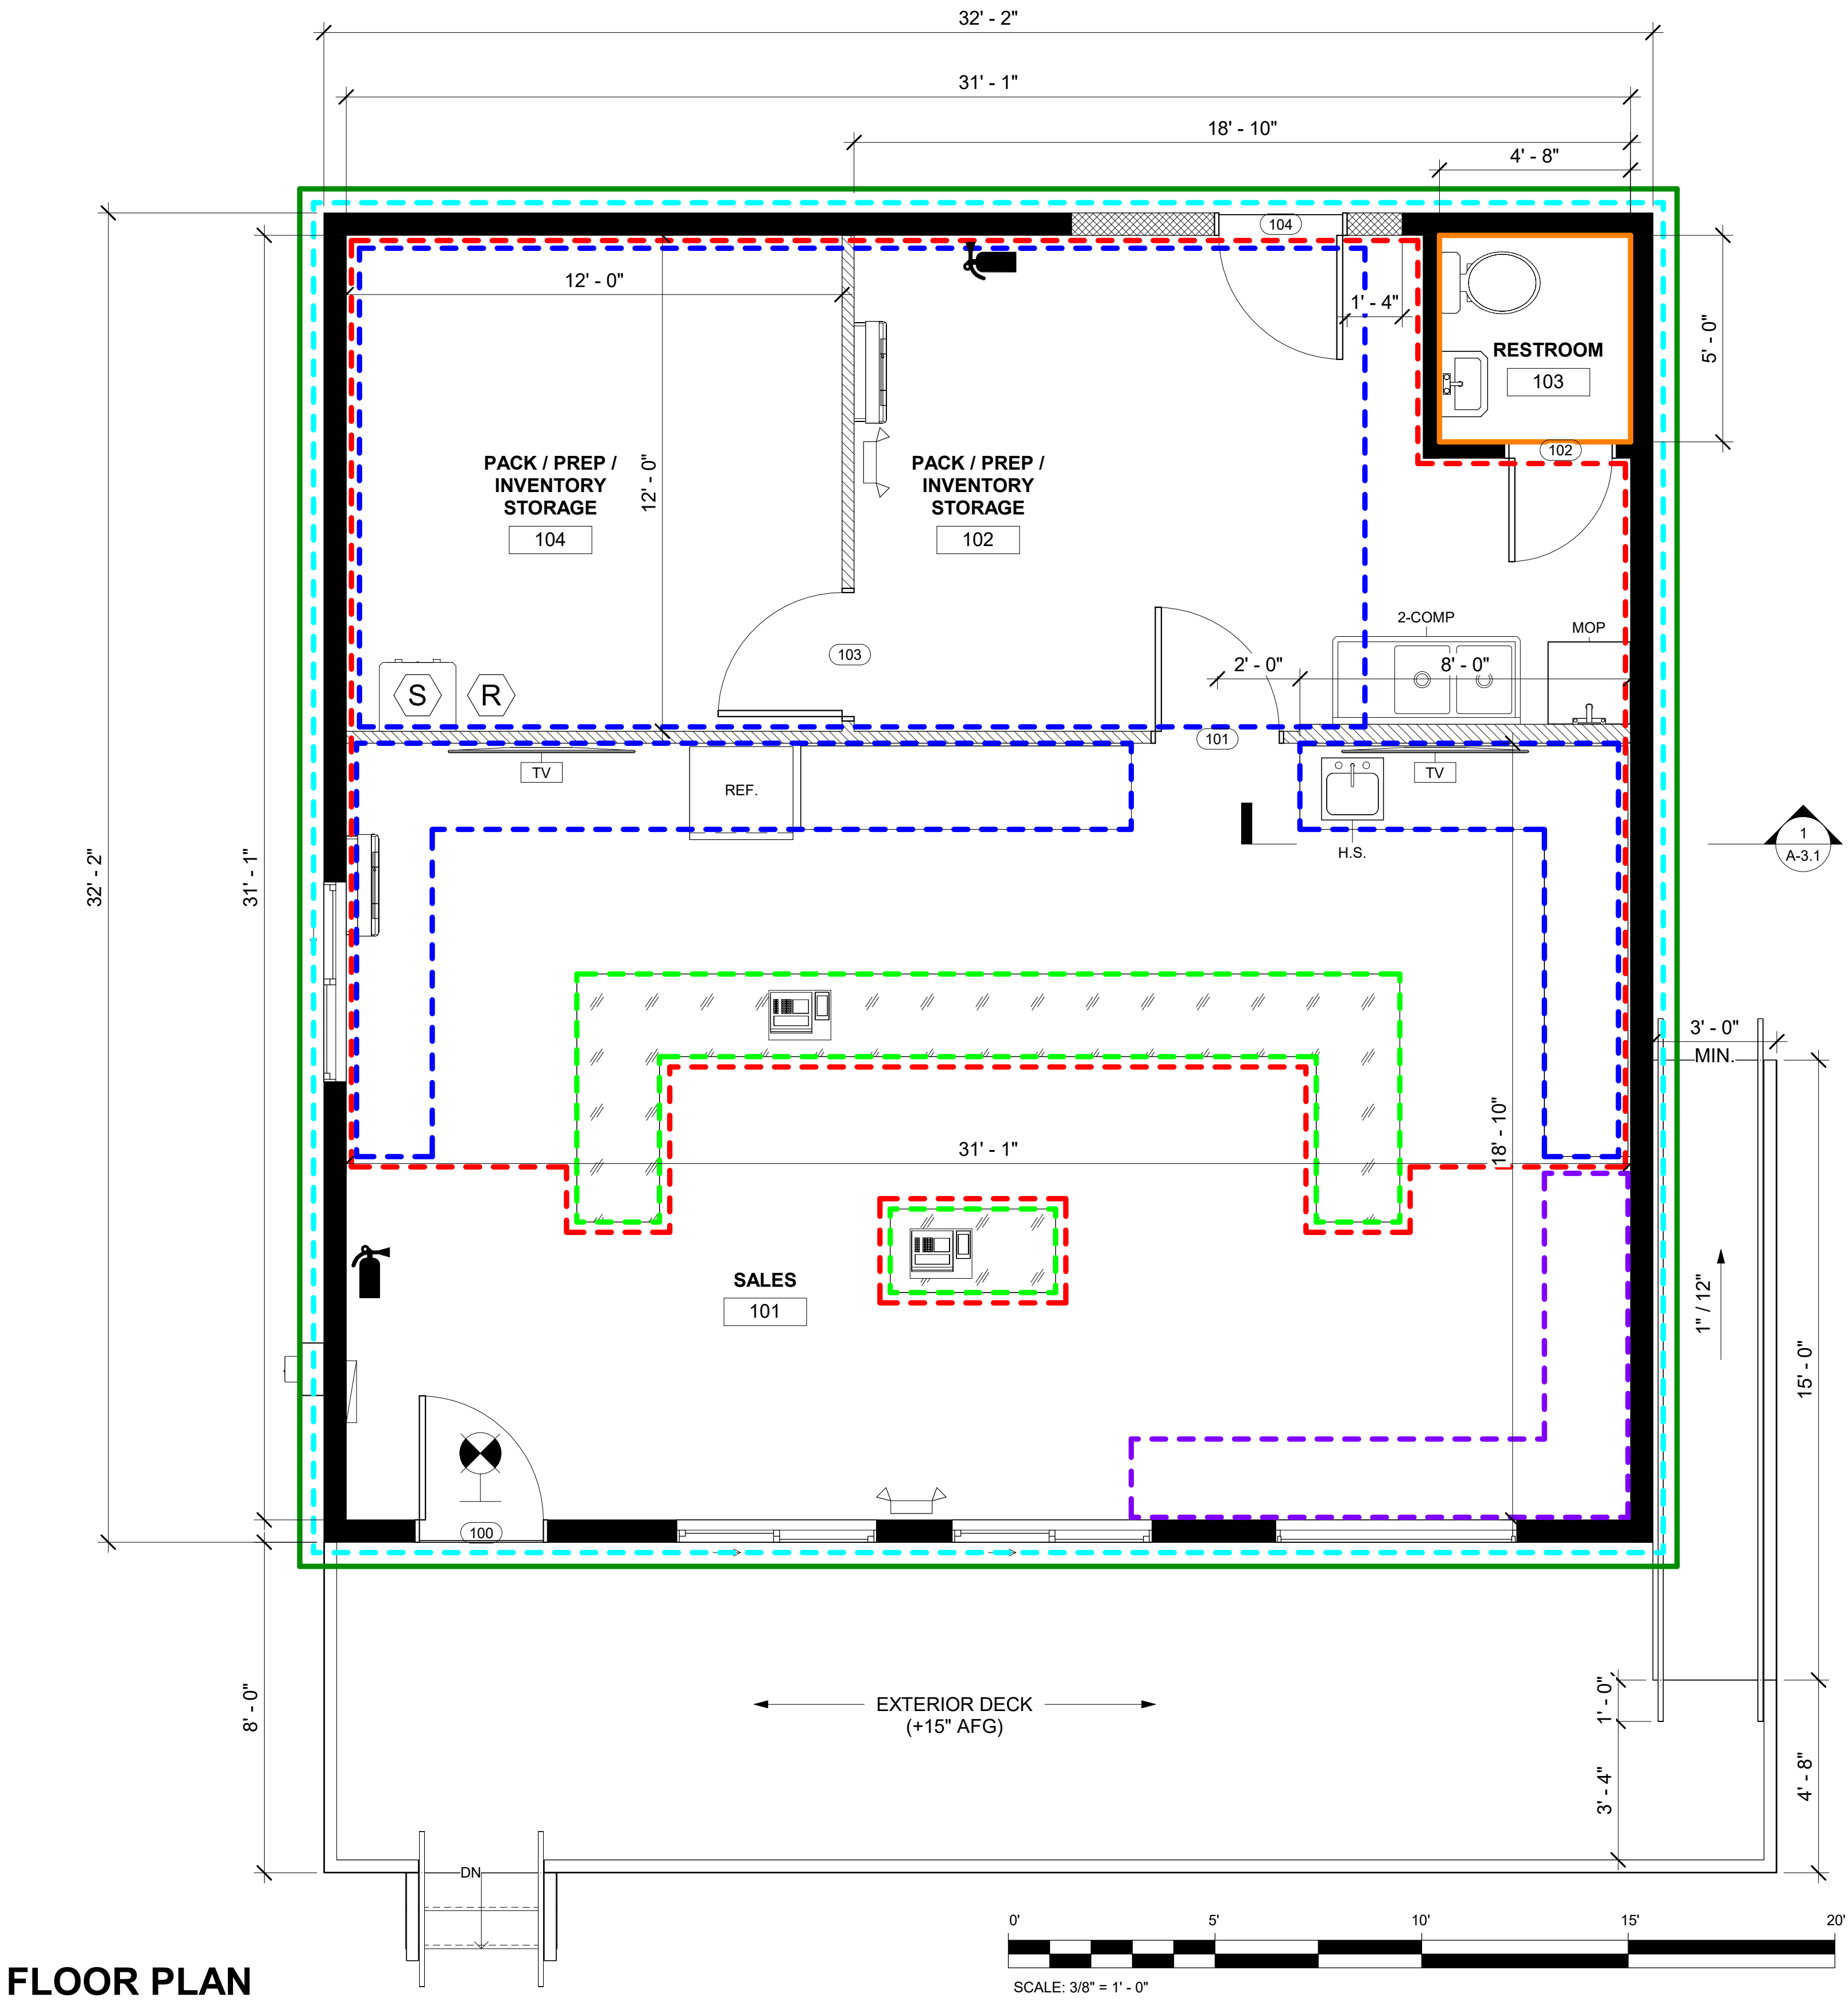 32' - 2"
31' - 1"
18' - 10"
4' - 8"
104
12' - 0"
1' - 4"
RESTROOM
103
5' - 0"
102
PACK / PREP /
INVENTORY
STORAGE
104
12' - 0"
PACK / PREP /
INVENTORY
STORAGE
102
2-COMP
MOP
103
2' - 0"
8' - 0"
S
R
101
TV
REF.
TV
H.S.
1
A-3.1
32' - 2"
31' - 1"
3' - 0"
MIN.
31' - 1"
18' - 10"
SALES
101
1" / 12"
15' - 0"
100
8' - 0"
EXTERIOR DECK
(+15" AFG)
1' - 0"
3' - 4"
4' - 8"
DN
0'
5'
10'
15'
20'
SCALE: 3/8" = 1' - 0"
FLOOR PLAN